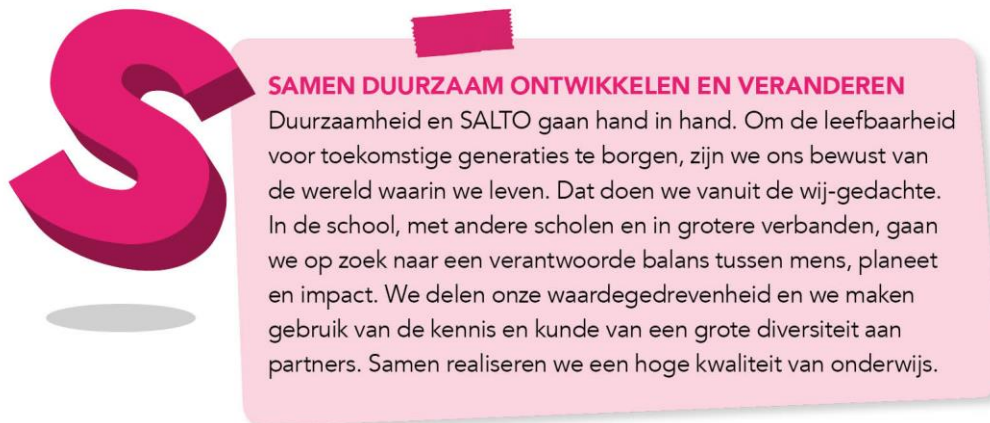 S
SAMEN DUURZAAM ONTWIKKELEN EN VERANDEREN
Duurzaamheid en SALTO gaan hand in hand. Om de leefbaarheid
voor toekomstige generaties te borgen, zijn we ons bewust van
de wereld waarin we leven. Dat doen we vanuit de wij-gedachte.
In de school, met andere scholen en in grotere verbanden, gaan
we op zoek naar een verantwoorde balans tussen mens, planeet
en impact. We delen onze waardegedrevenheid en we maken
gebruik van de kennis en kunde van een grote diversiteit aan
partners. Samen realiseren we een hoge kwaliteit van onderwijs.